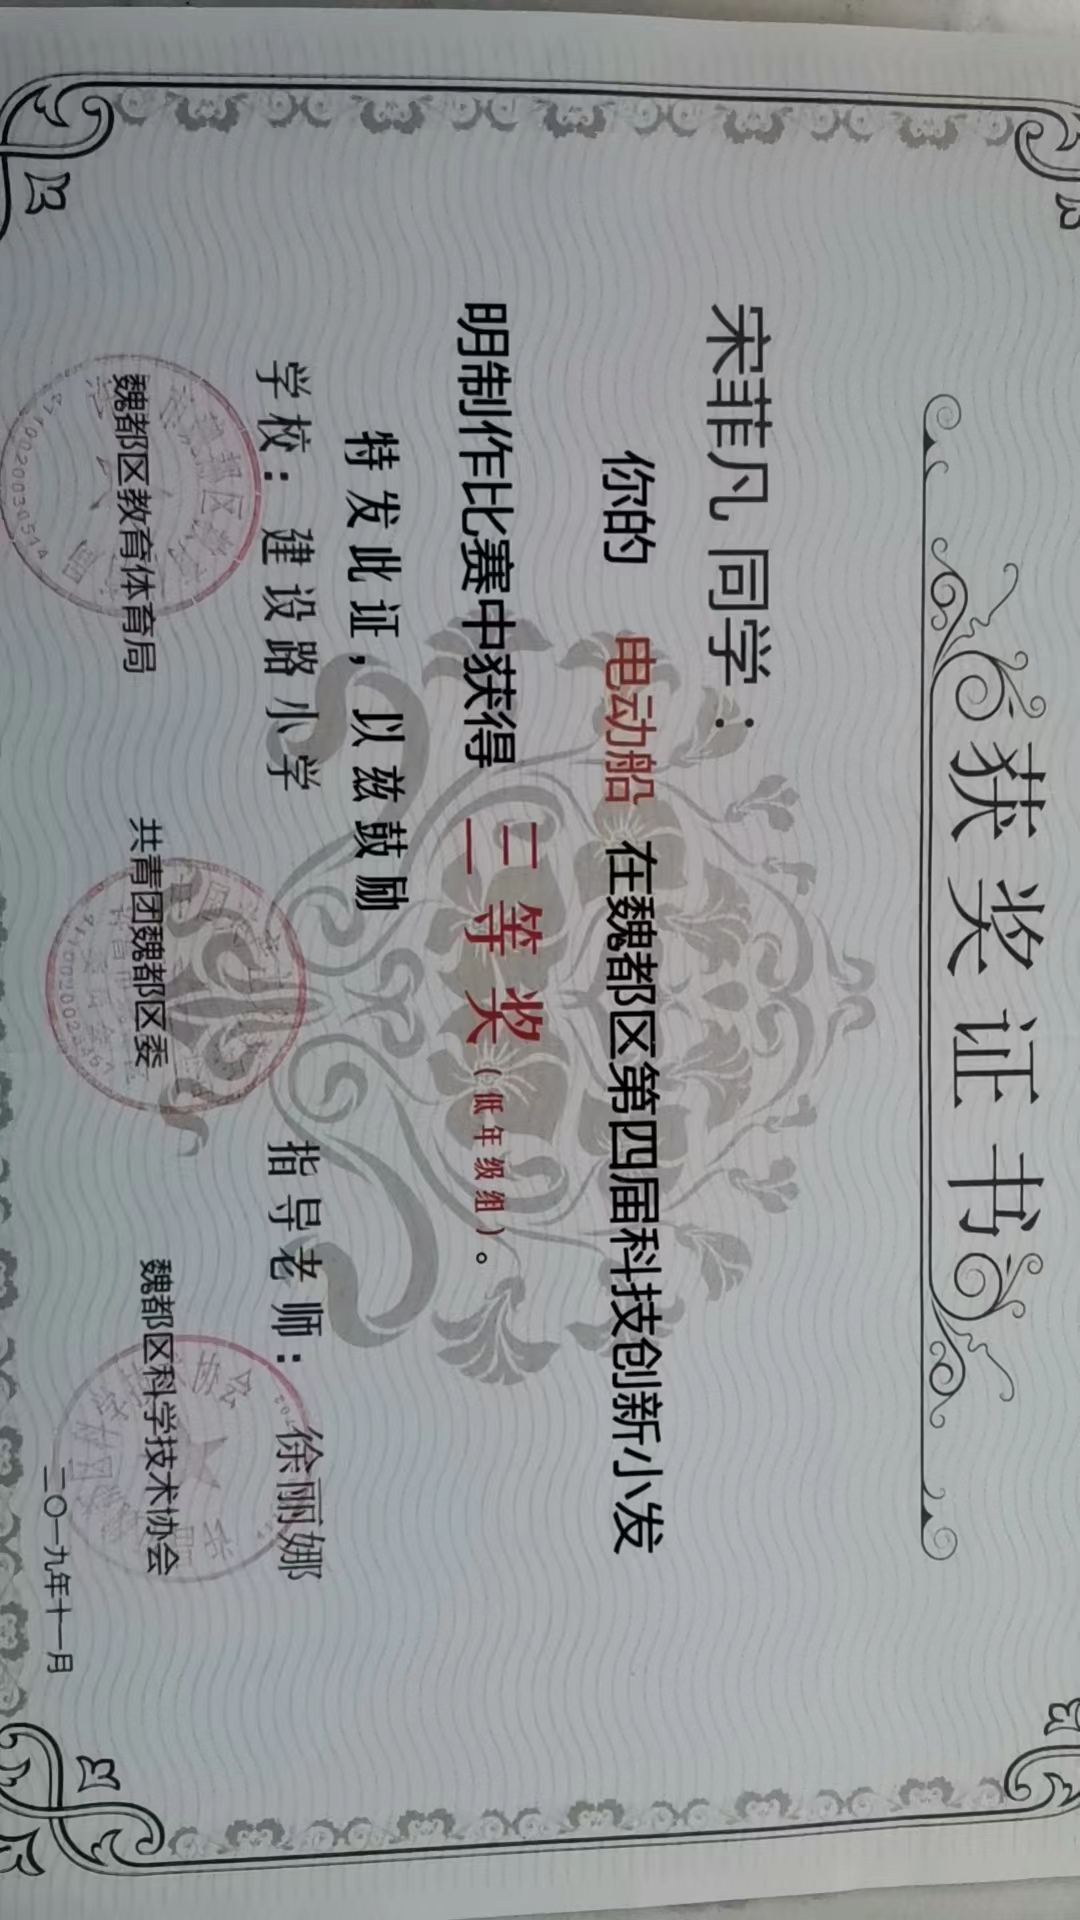 获奖证书
宋菲凡 同学：
你的 电动船 在魏都区第四届科技创新小发
明制作比赛中获得 三等奖（低年级组）。
特发此证，以兹鼓励
学校：建设路小学 指导老师：徐丽娜
魏都区教育体育局 共青团魏都区委 魏都区科学技术协会
二〇一九年十一月